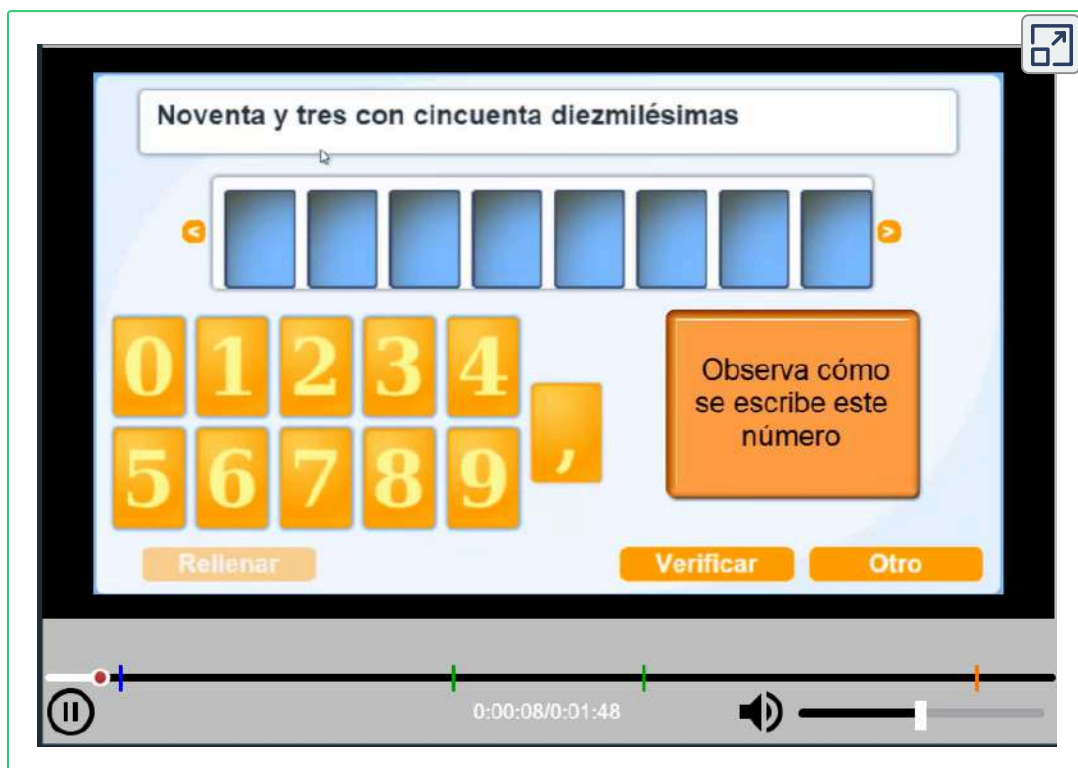 Noventa y tres con cincuenta diezmilésimas
< >
0 1 2 3 4
,
5 6 7 8 9
Observa cómo
se escribe este
número
Rellenar
Verificar
Otro
0:00:08/0:01:48